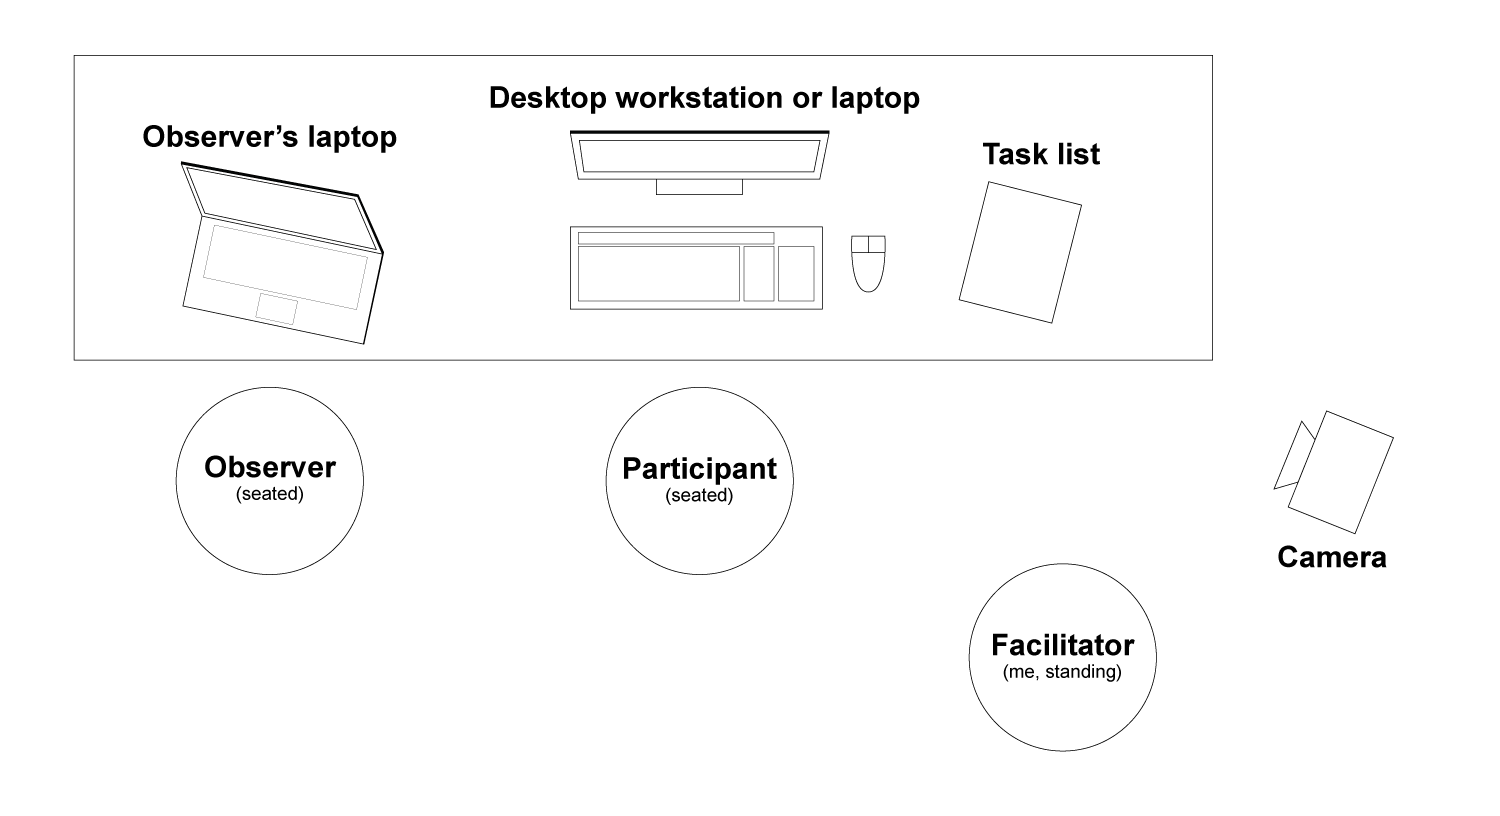 Desktop workstation or laptop
Observer’s laptop
Task list
Observer
(seated)
Participant
(seated)
Camera
Facilitator
(me, standing)